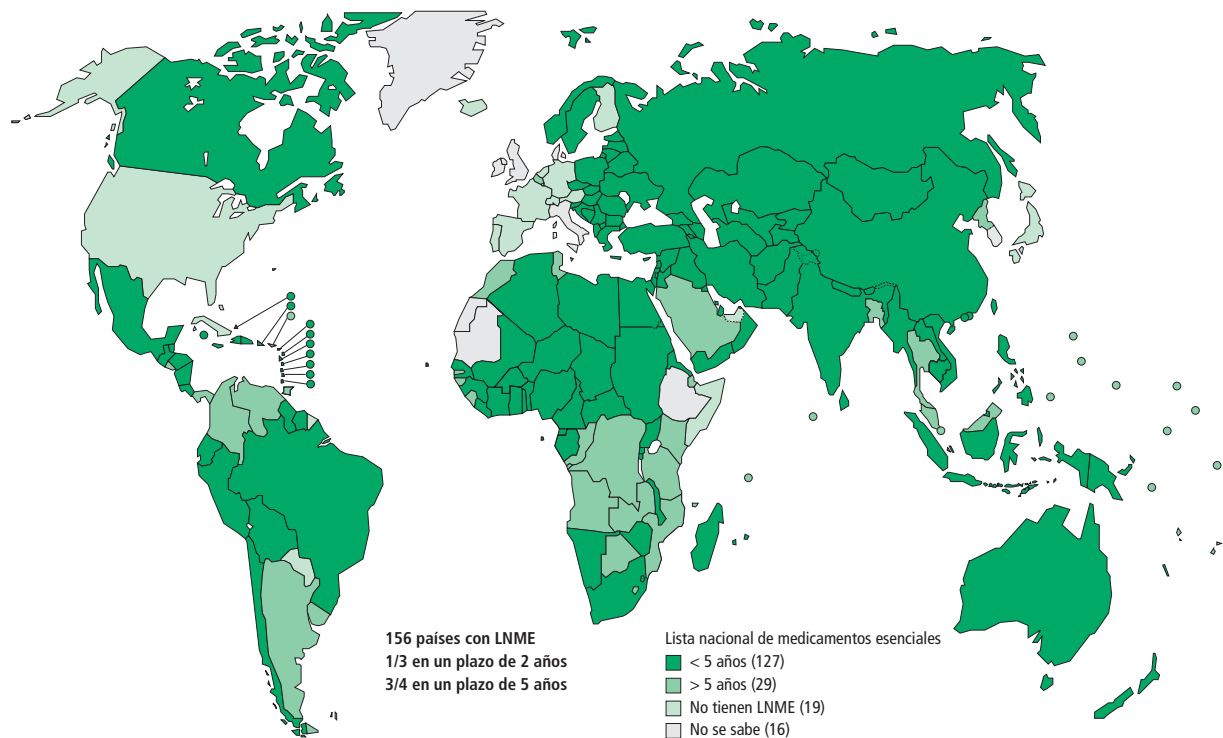 156 países con LNME
1/3 en un plazo de 2 años
3/4 en un plazo de 5 años
Lista nacional de medicamentos esenciales
< 5 años (127)
> 5 años (29)
No tienen LNME (19)
No se sabe (16)